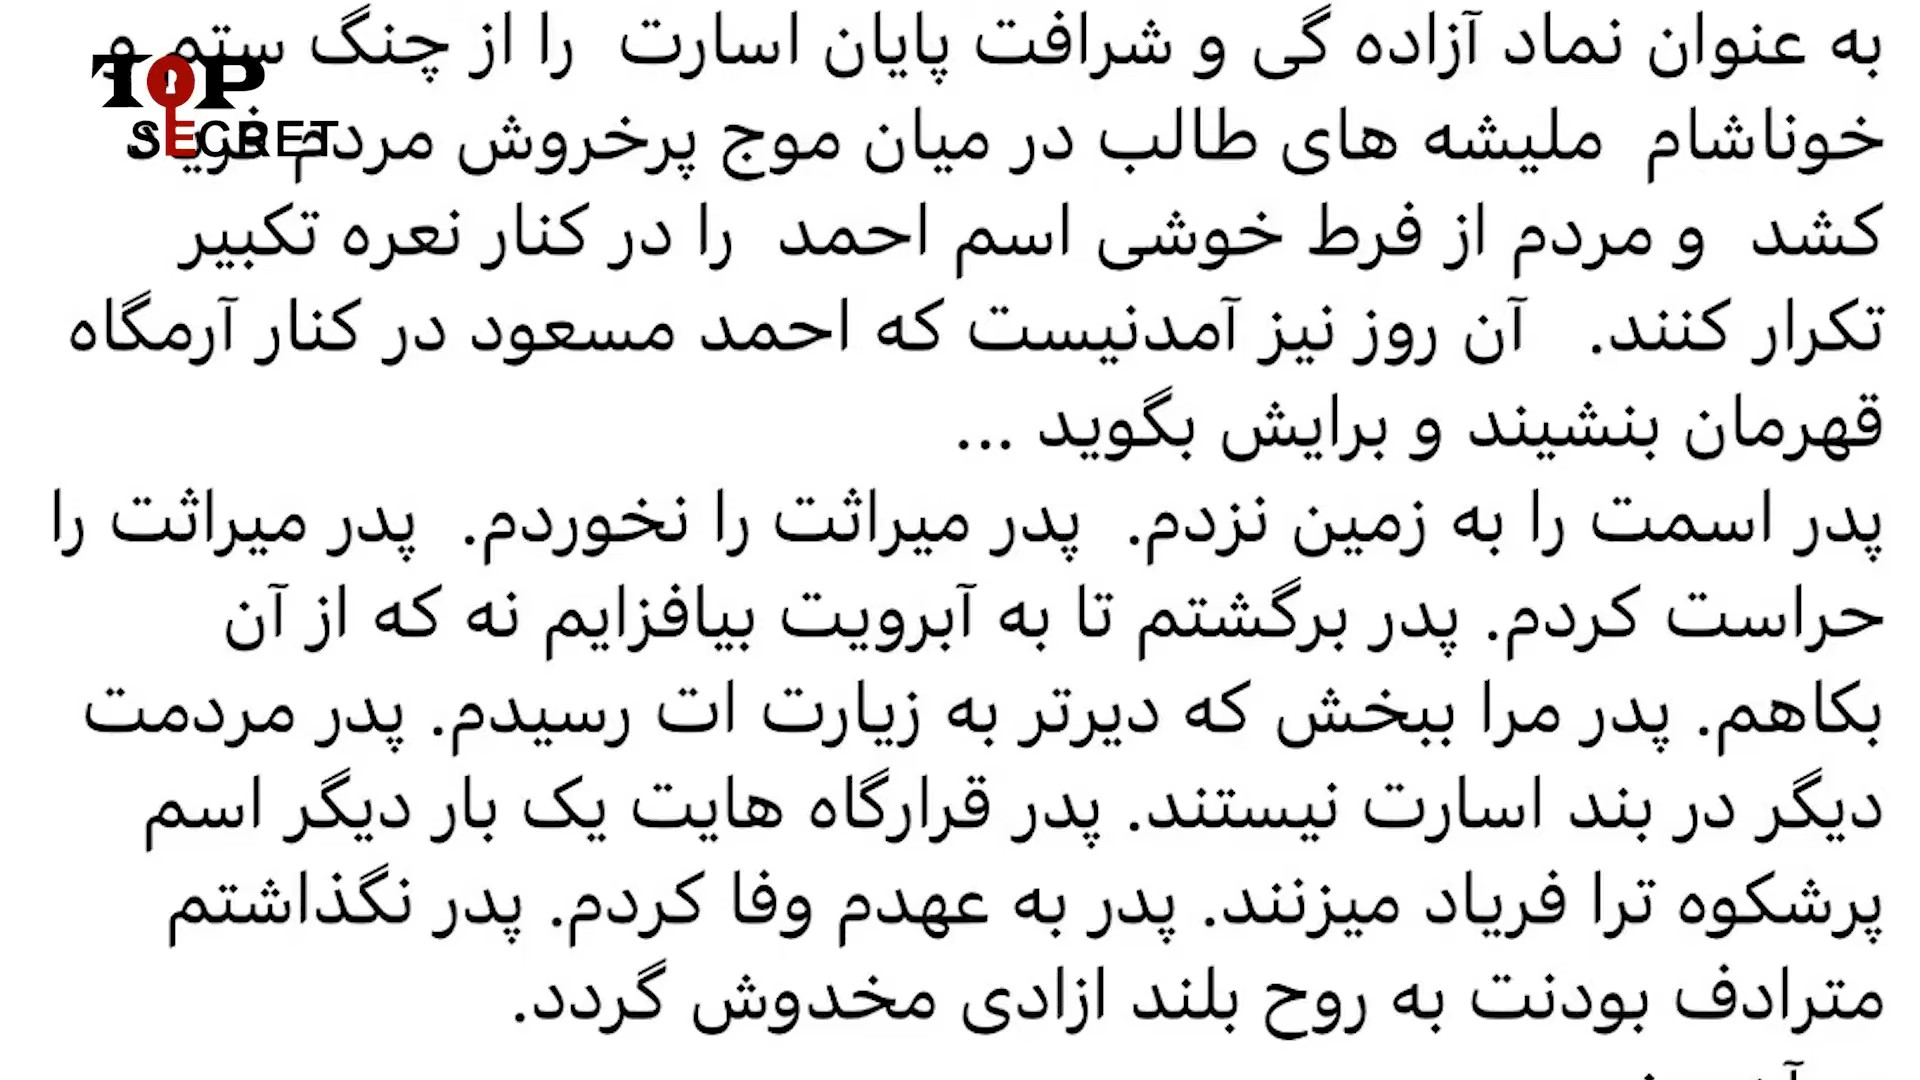 به عنوان نماد آزاده گی و شرافت پایان اسارت را از چنگ ستم و
خوناشام ملیشه های طالب در میان موج پرخروش مردم فریاد
کشد و مردم از فرط خوشی اسم احمد را در کنار نعره تکبیر
تکرار کنند. آن روز نیز آمدنیست که احمد مسعود در کنار آرمگاه
قهرمان بنشیند و برایش بگوید ...
پدر اسمت را به زمین نزدم. پدر میراثت را نخوردم. پدر میراثت را
حراست کردم. پدر برگشتم تا به آبرویت بیافزایم نه که از آن
بکاهم. پدر مرا ببخش که دیرتر به زیارت ات رسیدم. پدر مردمت
دیگر در بند اسارت نیستند. پدر قرارگاه هایت یک بار دیگر اسم
پرشکوه ترا فریاد میزنند. پدر به عهدم وفا کردم. پدر نگذاشتم
مترادف بودنت به روح بلند ازادی مخدوش گردد.
TOP
SECRET